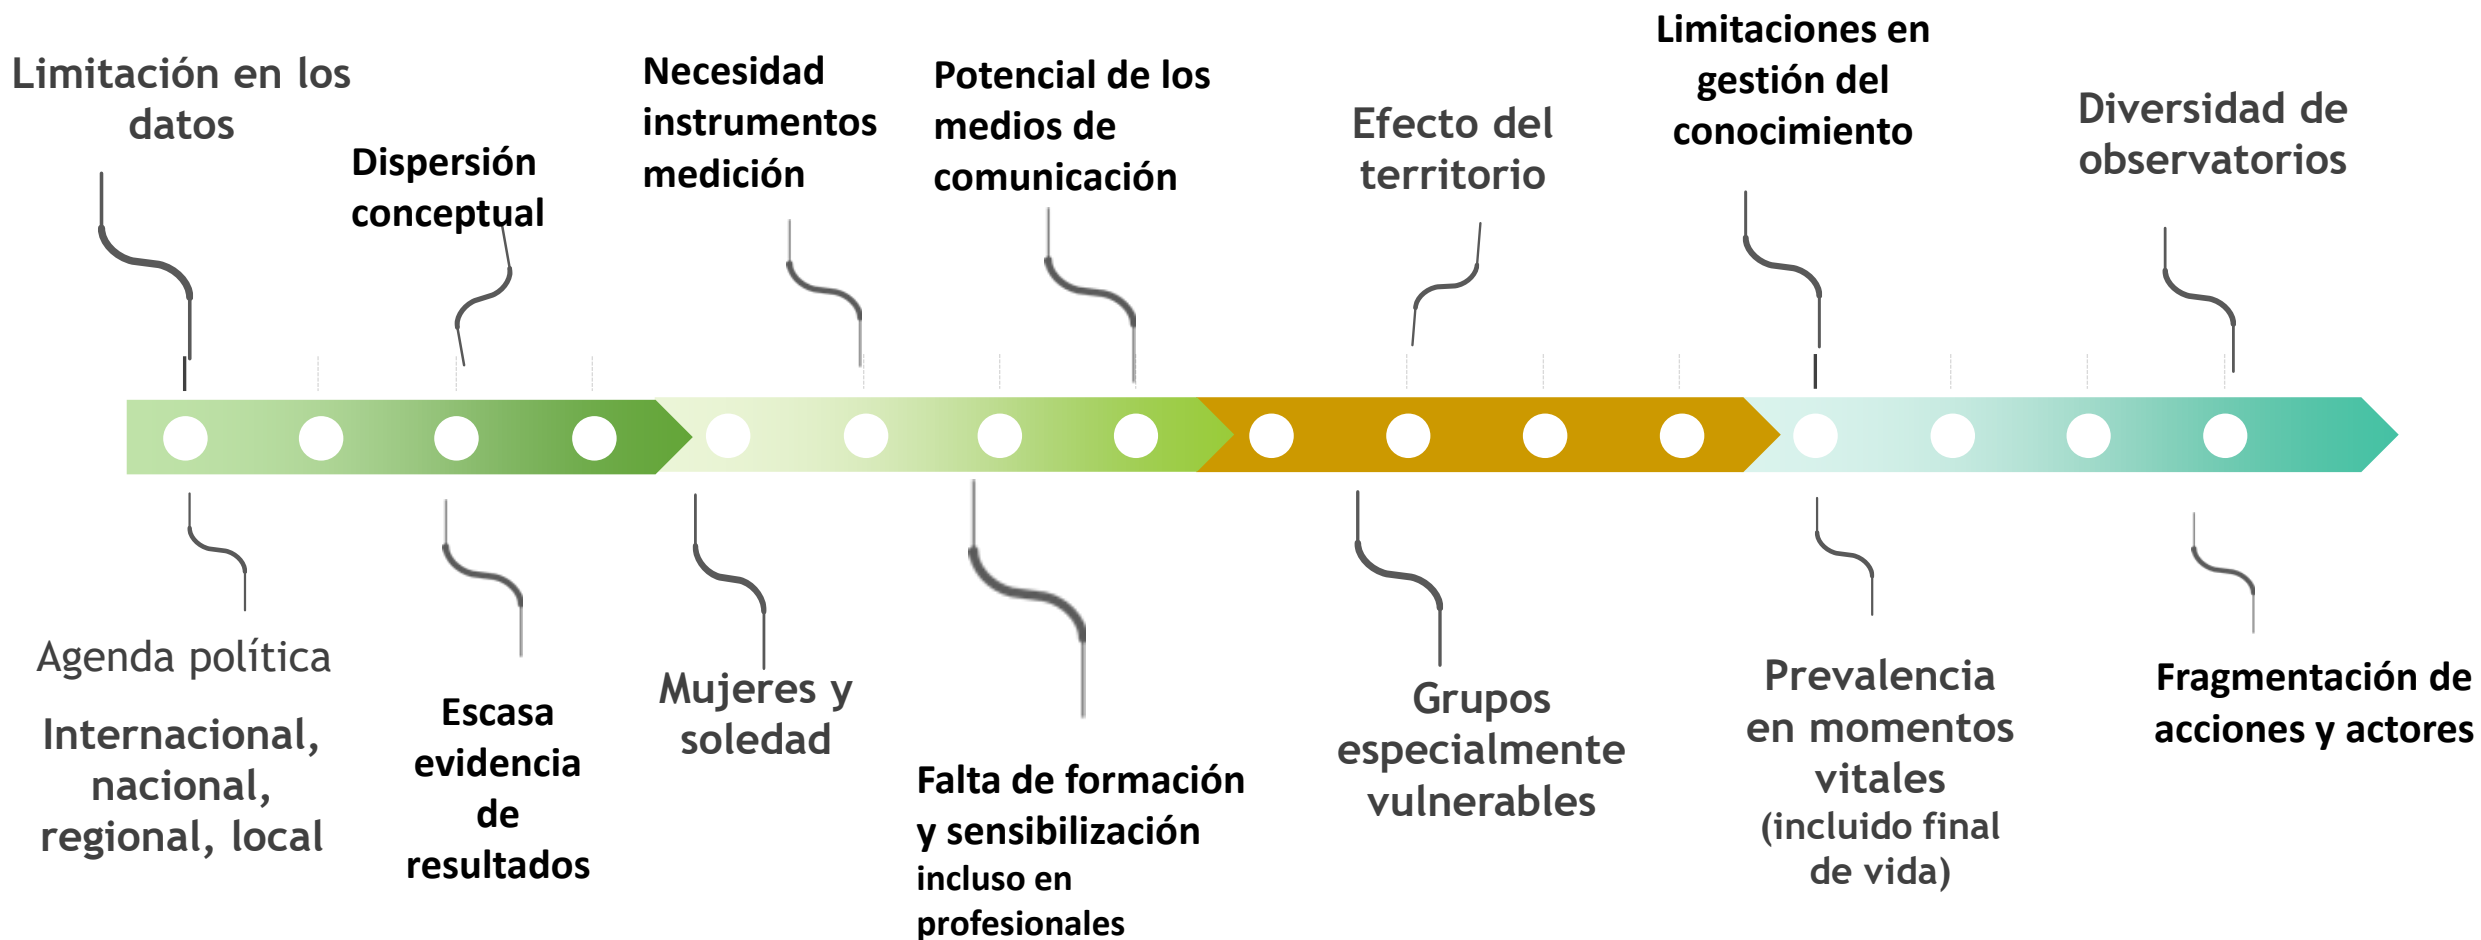 Limitación en los
datos
Dispersión
conceptual
Necesidad
instrumentos
medición
Potencial de los
medios de
comunicación
Efecto del
territorio
Limitaciones en
gestión del
conocimiento
Diversidad de
observatorios
Agenda política
Internacional,
nacional,
regional, local
Escasa
evidencia
de
resultados
Mujeres y
soledad
Falta de formación
y sensibilización
incluso en
profesionales
Grupos
especialmente
vulnerables
Prevalencia
en momentos
vitales
(incluido final
de vida)
Fragmentación de
acciones y actores